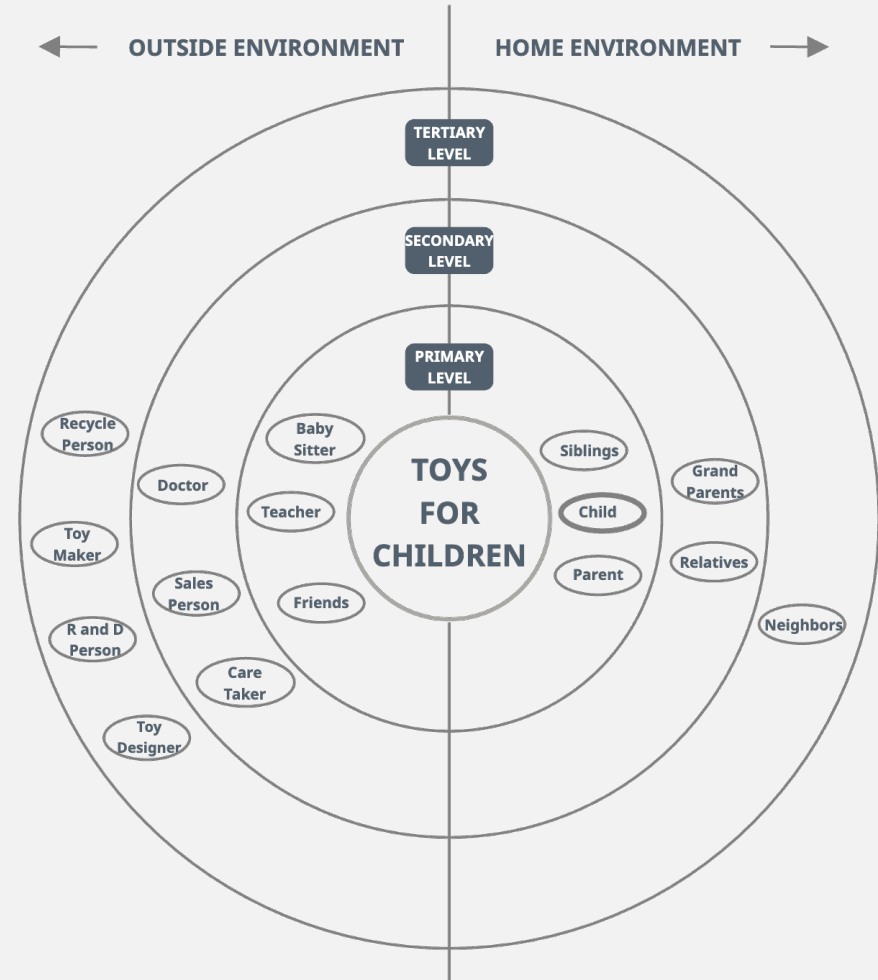 OUTSIDE ENVIRONMENT
HOME ENVIRONMENT
TERTIARY
LEVEL
SECONDARY
LEVEL
PRIMARY
LEVEL
TOYS
FOR
CHILDREN
Recycle
Person
Toy
Maker
R and D
Person
Toy
Designer
Doctor
Sales
Person
Care
Taker
Baby
Sitter
Teacher
Friends
Siblings
Child
Parent
Grand
Parents
Relatives
Neighbors